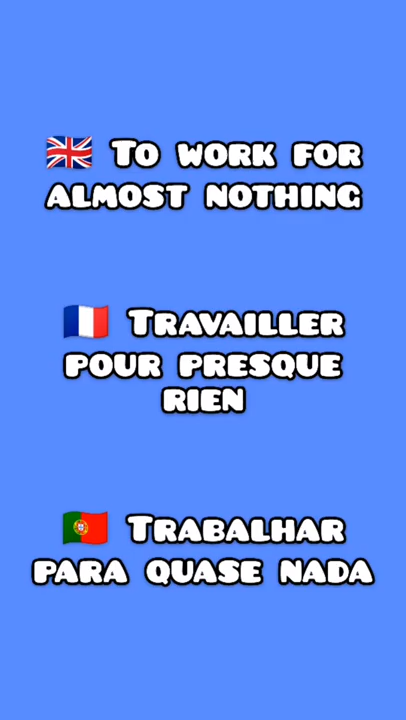 🇬🇧 To work for
almost nothing
🇫🇷 Travailler
pour presque
rien
🇵🇹 Trabalhar
para quase nada